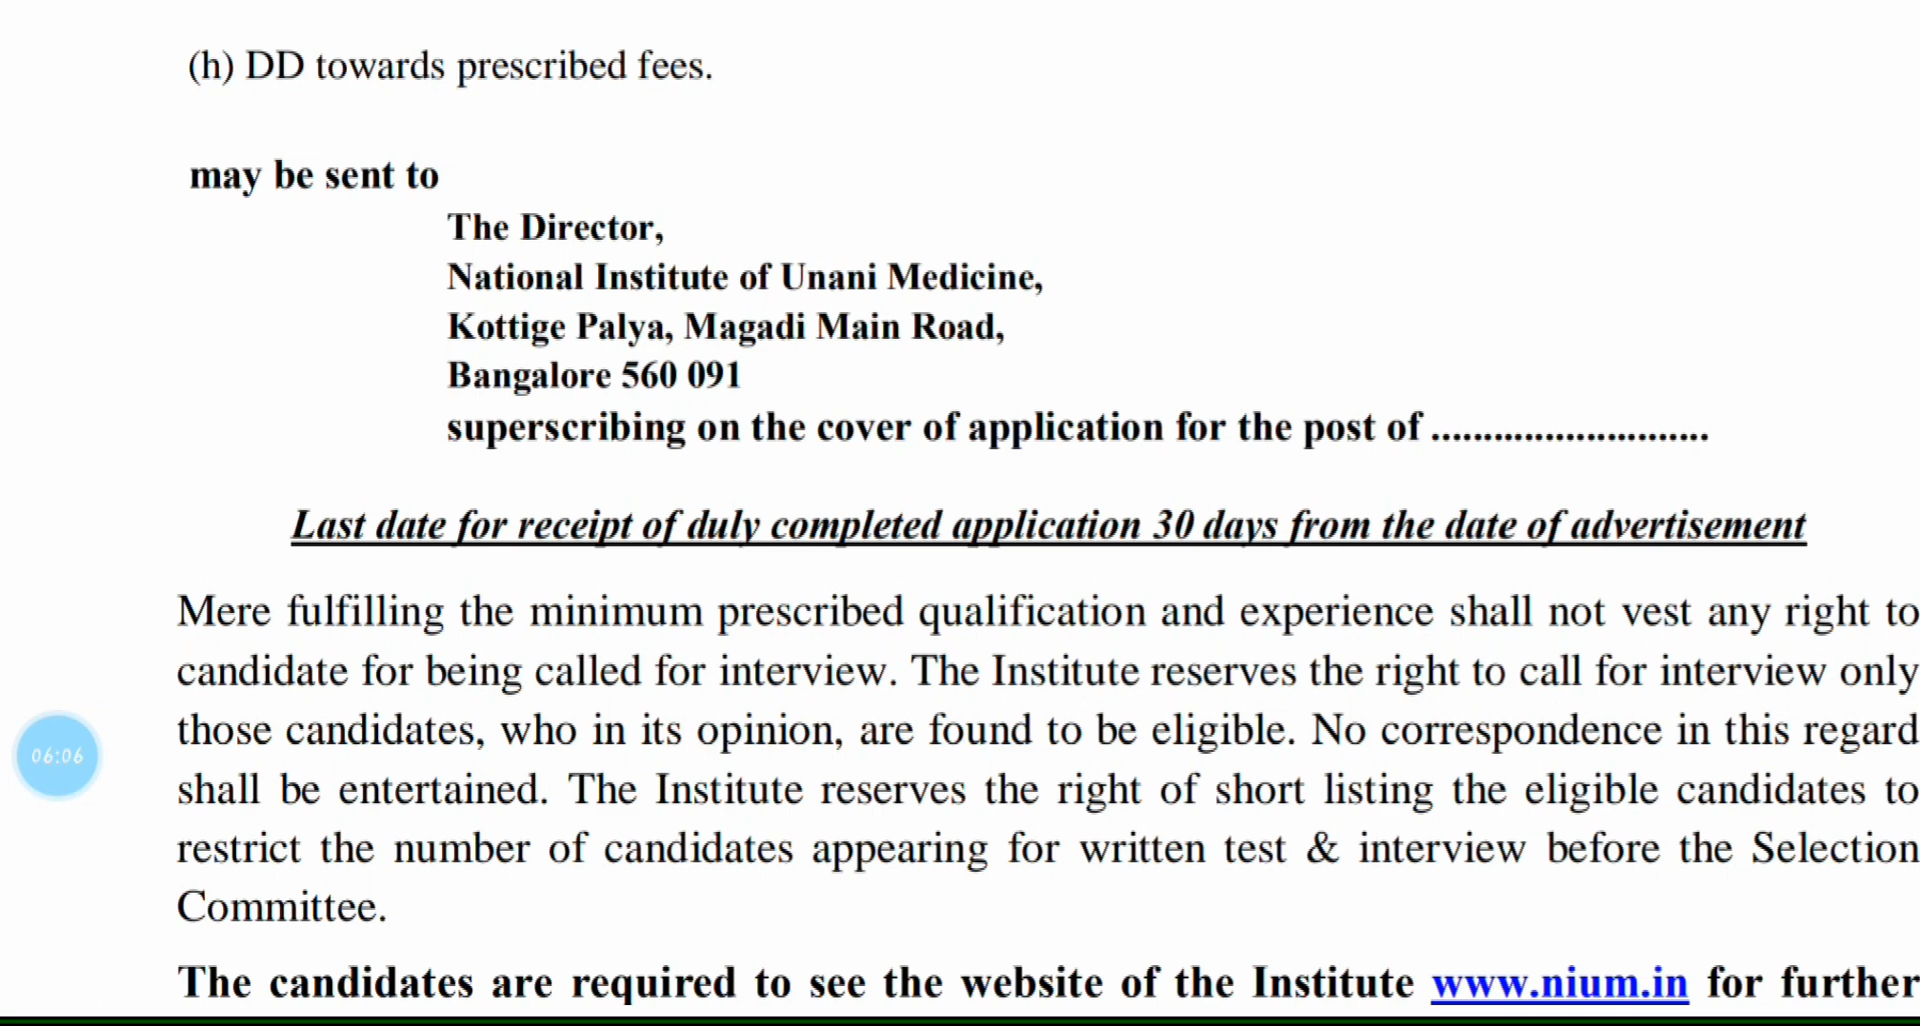 (h) DD towards prescribed fees.
may be sent to
The Director,
National Institute of Unani Medicine,
Kottige Palya, Magadi Main Road,
Bangalore 560 091
superscribing on the cover of application for the post of ...........................
Last date for receipt of duly completed application 30 days from the date of advertisement
Mere fulfilling the minimum prescribed qualification and experience shall not vest any right to
candidate for being called for interview. The Institute reserves the right to call for interview only
those candidates, who in its opinion, are found to be eligible. No correspondence in this regard
06:06
shall be entertained. The Institute reserves the right of short listing the eligible candidates to
restrict the number of candidates appearing for written test & interview before the Selection
Committee.
The candidates are required to see the website of the Institute www.nium.in for further